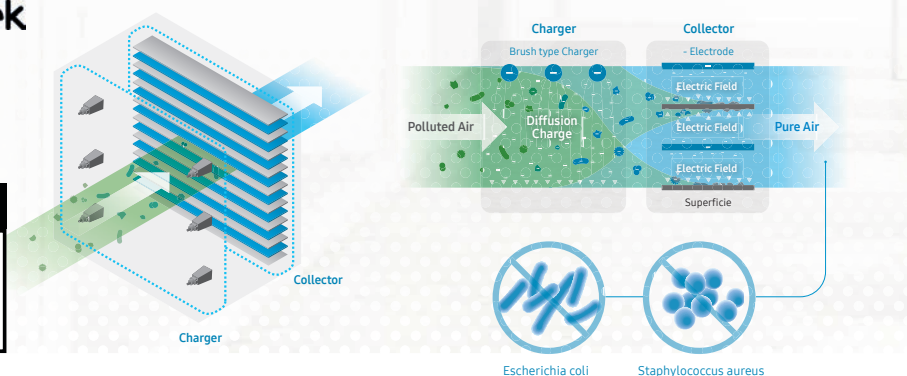 Charger
Collector
Brush type Charger
- Electrode
Electric Field
Polluted Air
Diffusion
Charge
Electric Field
Pure Air
Electric Field
Superficie
Collector
Charger
Escherichia coli
Staphylococcus aureus